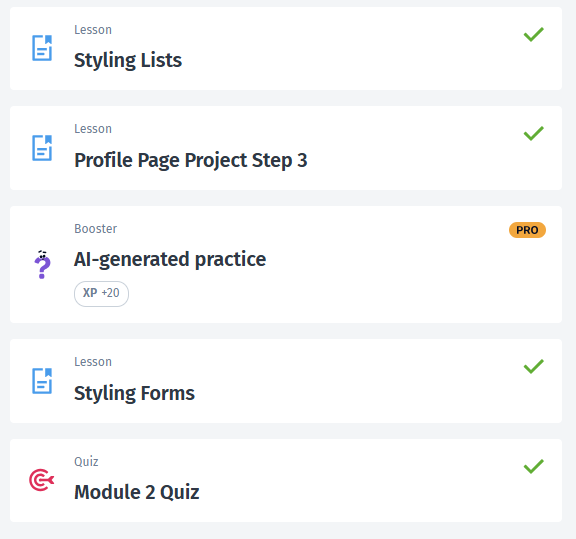 Lesson
Styling Lists
Lesson
Profile Page Project Step 3
Booster
PRO
AI-generated practice
XP +20
Lesson
Styling Forms
Quiz
Module 2 Quiz